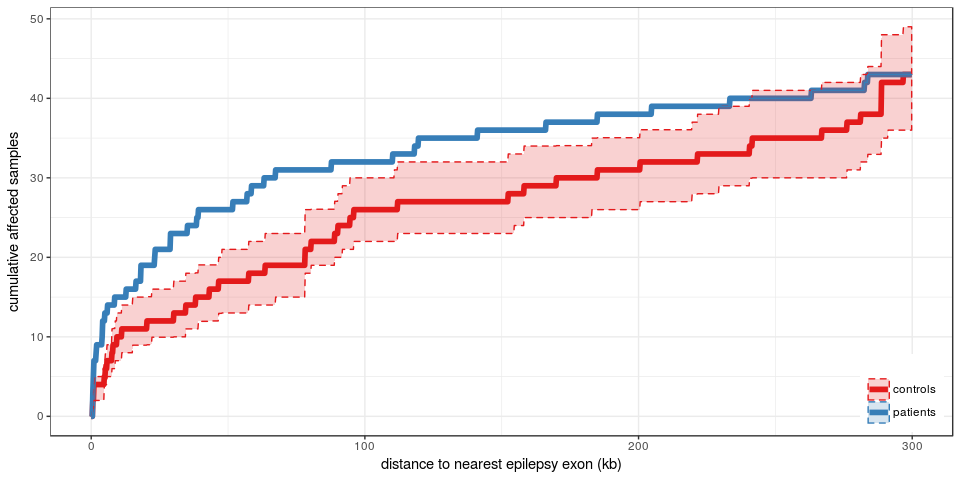 cumulative affected samples
50
40
30
20
10
0
0 100 200 300
distance to nearest epilepsy exon (kb)
controls
patients